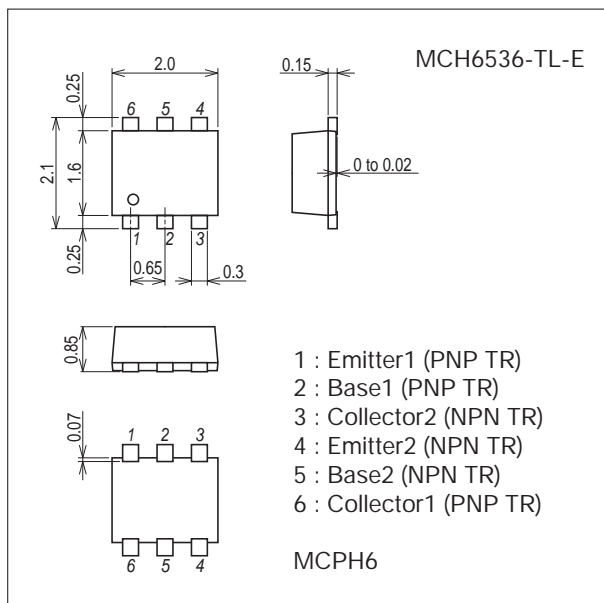 MCH6536-TL-E
2.0
0.15
0.25
6 5 4
2.1
1.6
0 to 0.02
1 2 3
0.25
0.65
0.3
0.85
1 : Emitter1 (PNP TR)
2 : Base1 (PNP TR)
3 : Collector2 (NPN TR)
4 : Emitter2 (NPN TR)
5 : Base2 (NPN TR)
6 : Collector1 (PNP TR)
0.07
1 2 3
6 5 4
MCPH6